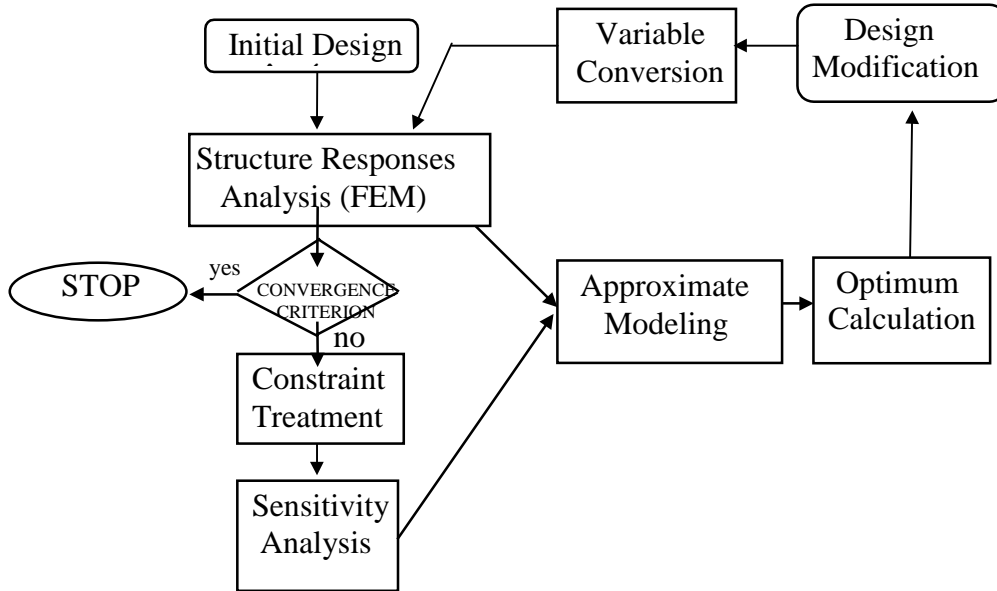 Initial Design
Variable
Conversion
Design
Modification
Structure Responses
Analysis (FEM)
yes
STOP
CONVERGENCE
CRITERION
no
Approximate
Modeling
Optimum
Calculation
Constraint
Treatment
Sensitivity
Analysis